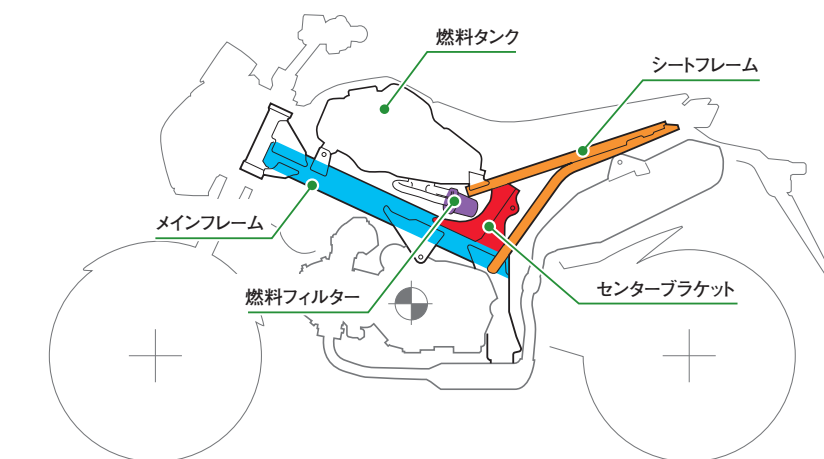 燃料タンク
シートフレーム
メインフレーム
燃料フィルター
センターブラケット